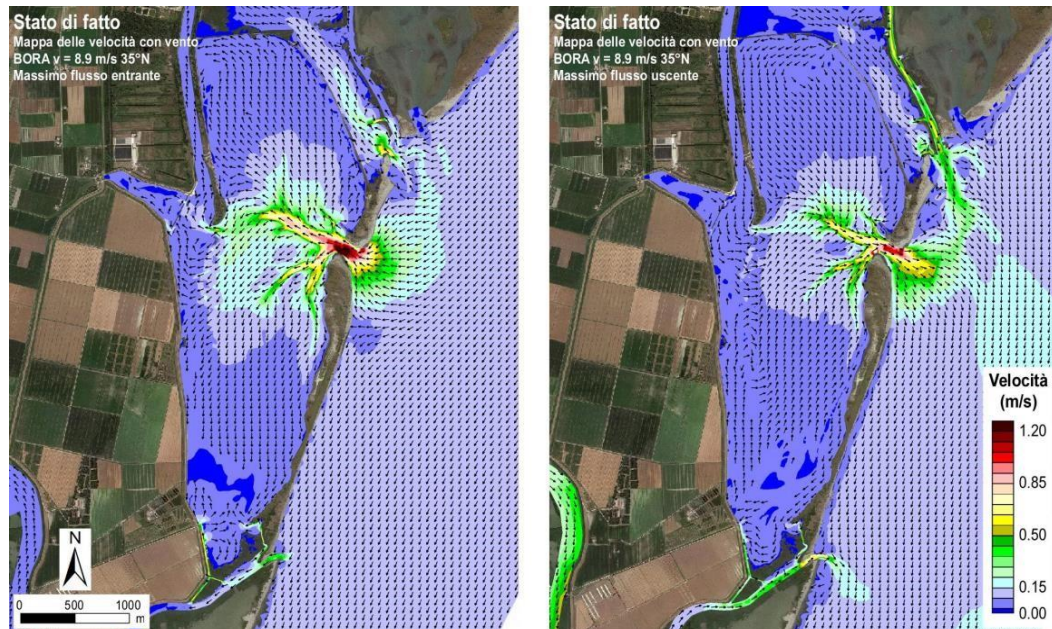 Stato di fatto
Mappa delle velocità con vento
BORA v = 8.9 m/s 35°N
Massimo flusso entrante
N
0 500 1000
m
Stato di fatto
Mappa delle velocità con vento
BORA v = 8.9 m/s 35°N
Massimo flusso uscente
Velocità
(m/s)
1.20
0.85
0.50
0.15
0.00